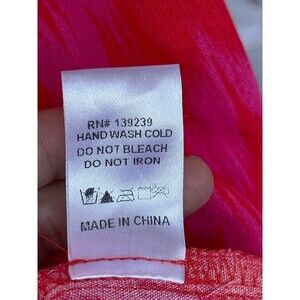 RN# 139239
HAND WASH COLD
DO NOT BLEACH
DO NOT IRON
MADE IN CHINA